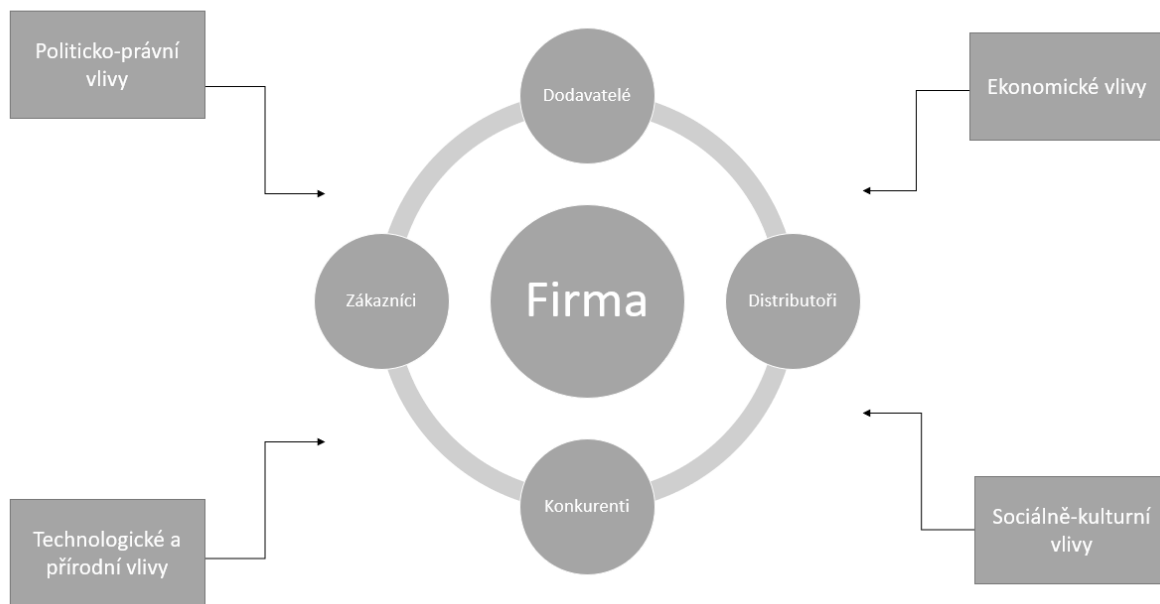 Politicko-právní
vlivy
Dodavatelé
Ekonomické vlivy
Zákazníci
Firma
Distributoři
Konkurenti
Technologické a
přírodní vlivy
Sociálně-kulturní
vlivy